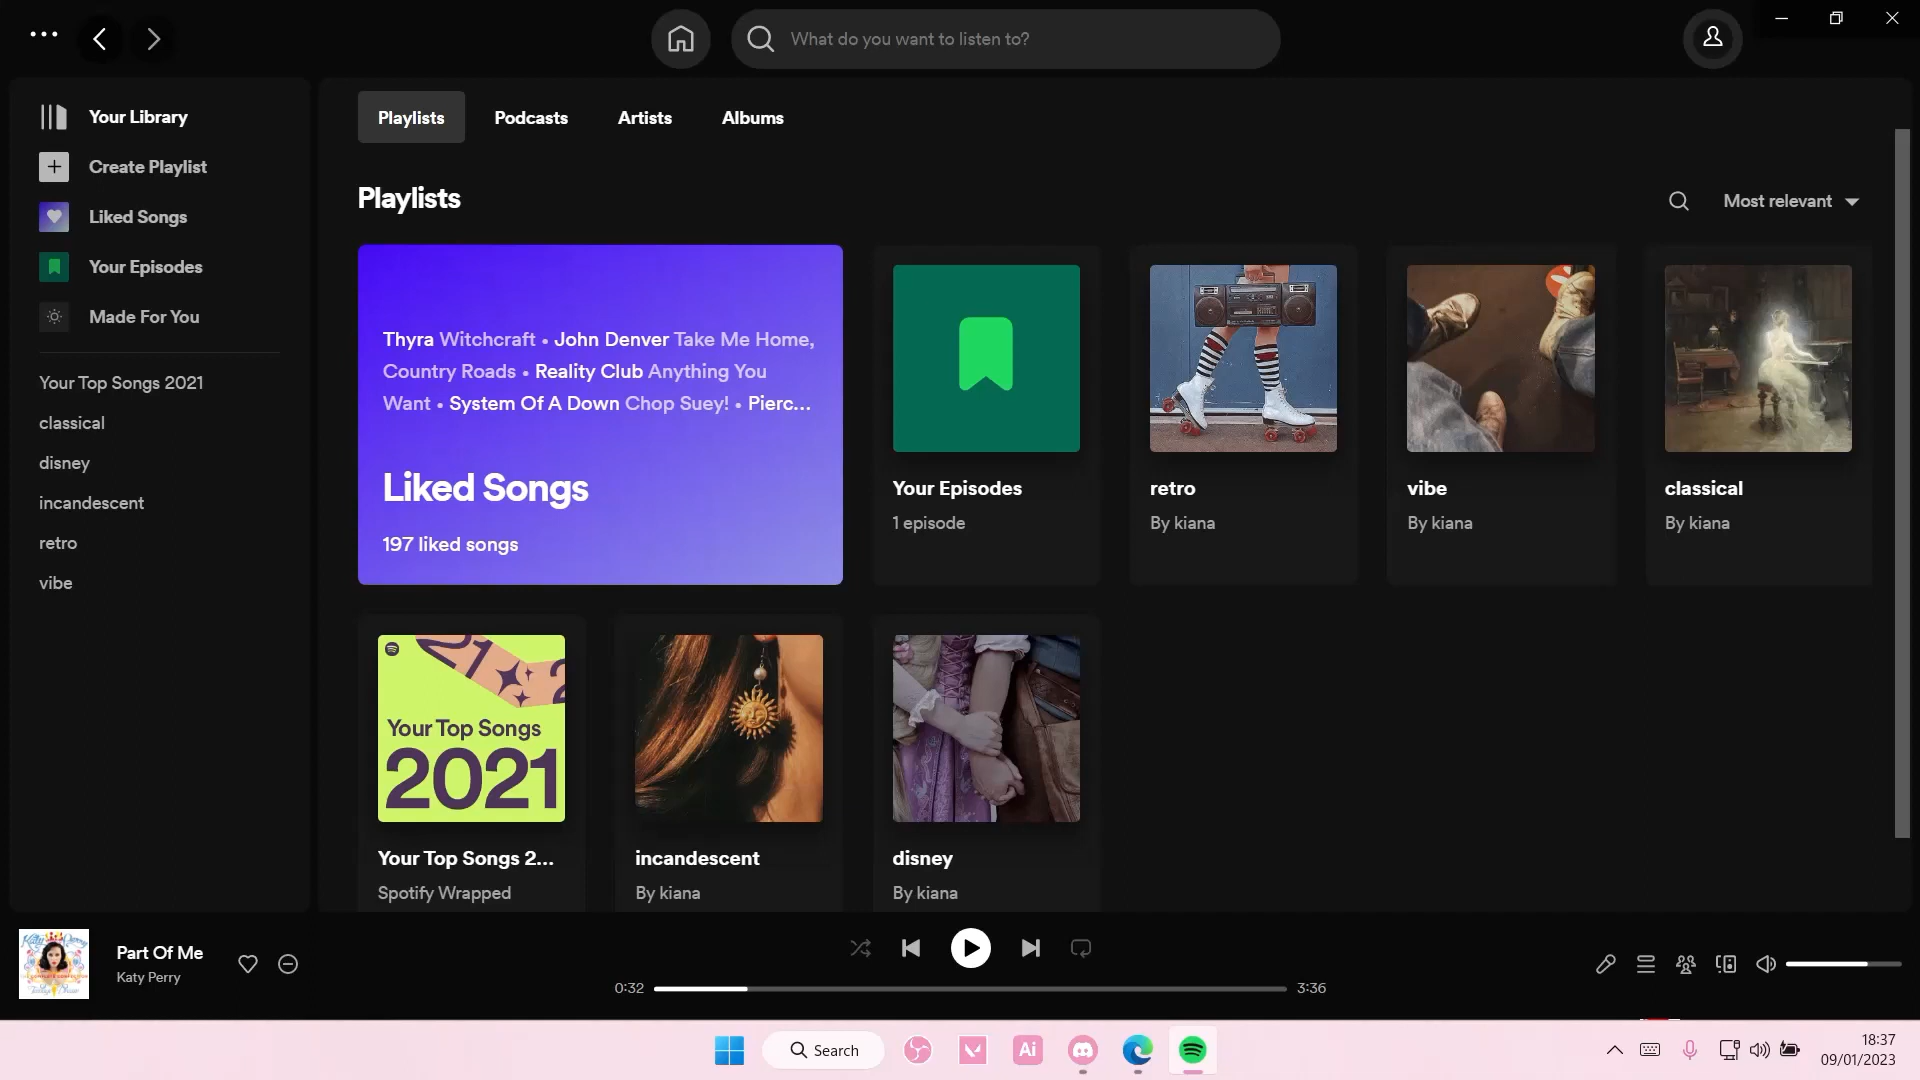 What do you want to listen to?
Your Library
Create Playlist
Liked Songs
Your Episodes
Made For You
Your Top Songs 2021
classical
disney
incandescent
retro
vibe
Playlists Podcasts Artists Albums
Playlists
Most relevant
Thyra Witchcraft • John Denver Take Me Home,
Country Roads • Reality Club Anything You
Want • System Of A Down Chop Suey! • Pierc...
Liked Songs
197 liked songs
Your Episodes
1 episode
retro
By kiana
vibe
By kiana
classical
By kiana
Your Top Songs
2021
Your Top Songs 2...
Spotify Wrapped
incandescent
By kiana
disney
By kiana
Part Of Me
Katy Perry
0:32
3:36
Search
Ai
18:37
09/01/2023